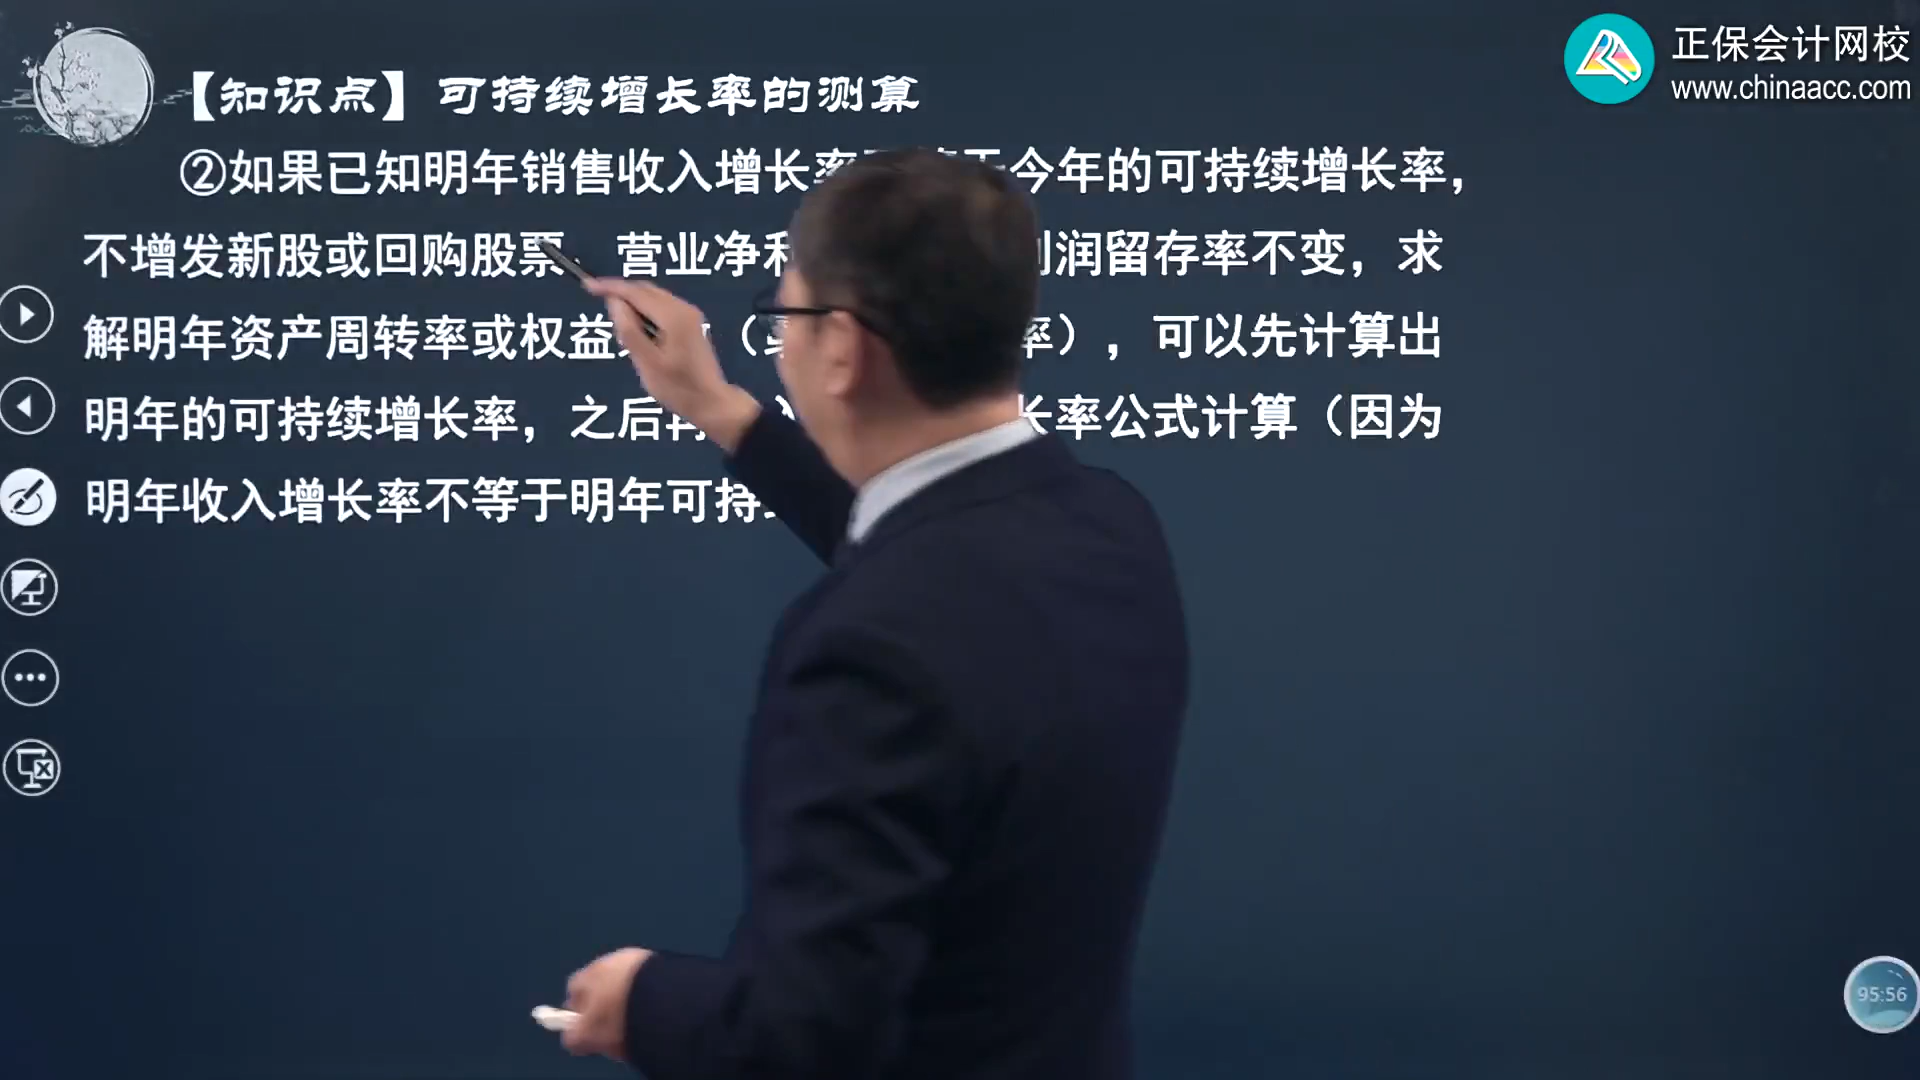 正保会计网校
www.chinaacc.com
【知识点】可持续增长率的测算
②如果已知明年销售收入增长 今年的可持续增长率，
不增发新股或回购股票、营业净 润留存率不变，求
解明年资产周转率或权益 （ 率），可以先计算出
明年的可持续增长率，之后再 长率公式计算（因为
明年收入增长率不等于明年可持
95:56